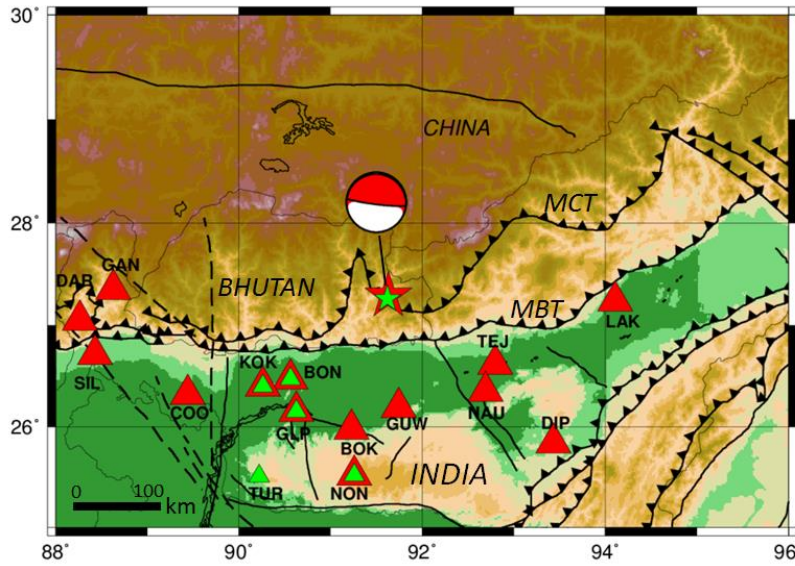 30°
CHINA
28°
MCT
GAN
DAR
BHUTAN
MBT
LAK
TEJ
KOK
BON
SIL
COO
NAU
GLP
GUW
DIP
26°
BOK
INDIA
TUR
NON
0 100
km
88 90 92 94 96